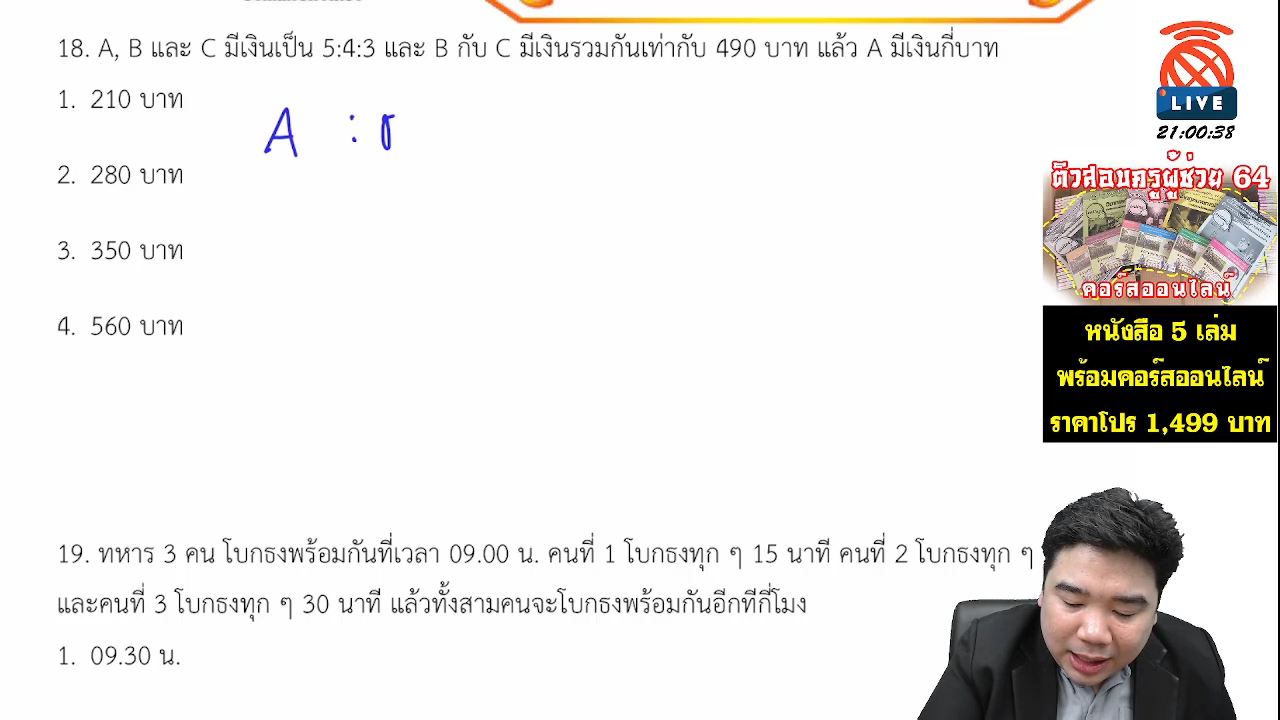 18. A, B และ C มีเงินเป็น 5:4:3 และ B กับ C มีเงินรวมกันเท่ากับ 490 บาท แล้ว A มีเงินกี่บาท
1. 210 บาท
A :
2. 280 บาท
3. 350 บาท
4. 560 บาท
19. ทหาร 3 คน โบกธงพร้อมกันที่เวลา 09.00 น. คนที่ 1 โบกธงทุก ๆ 15 นาที คนที่ 2 โบกธงทุก ๆ
และคนที่ 3 โบกธงทุก ๆ 30 นาที แล้วทั้งสามคนจะโบกธงพร้อมกันอีกทีกี่โมง
1. 09.30 น.
LIVE
21:00:38
ติวสอบครูผู้ช่วย 64
คอร์สออนไลน์
หนังสือ 5 เล่ม
พร้อมคอร์สออนไลน์
ราคาโปร 1,499 บาท